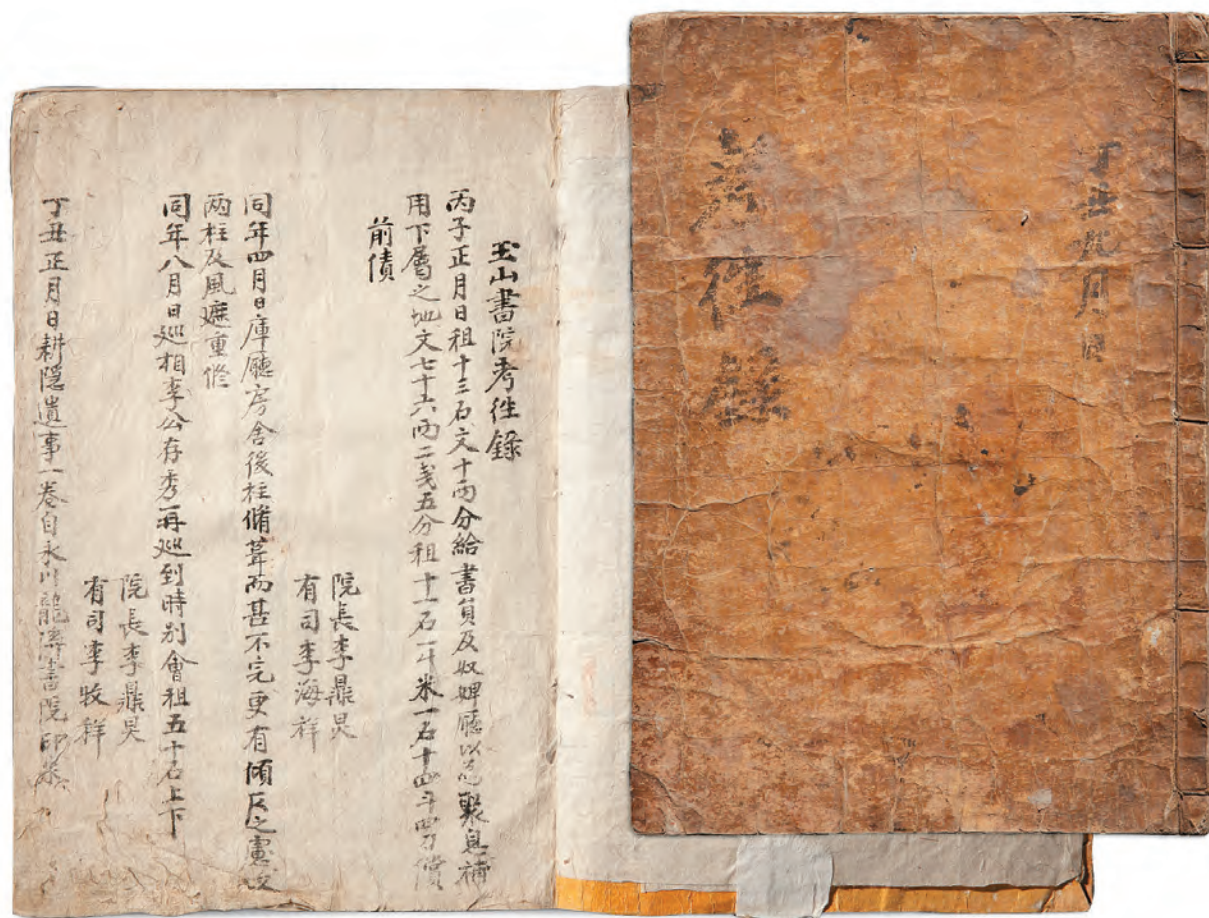 丁丑九月日
考徃錄
玉山書院考徃錄
丙子正月日租十三石文十两分給書員及奴婢廳以爲聚息補
用下屬之地文七十六两二戔五分租十一石一斗米一石十四斗四刀償
前債
院長李鼎炅
有司李海祥
同年四月日庫廳房舍後柱脩葺而甚不完更有傾仄之憲改
两柱及風遮重修
同年八月日巡相李公存秀再巡到時別會租五十石上下
院長李鼎炅
有司李牧祥
丁丑正月日耕隱遺事一卷自永川龍溪書院印來